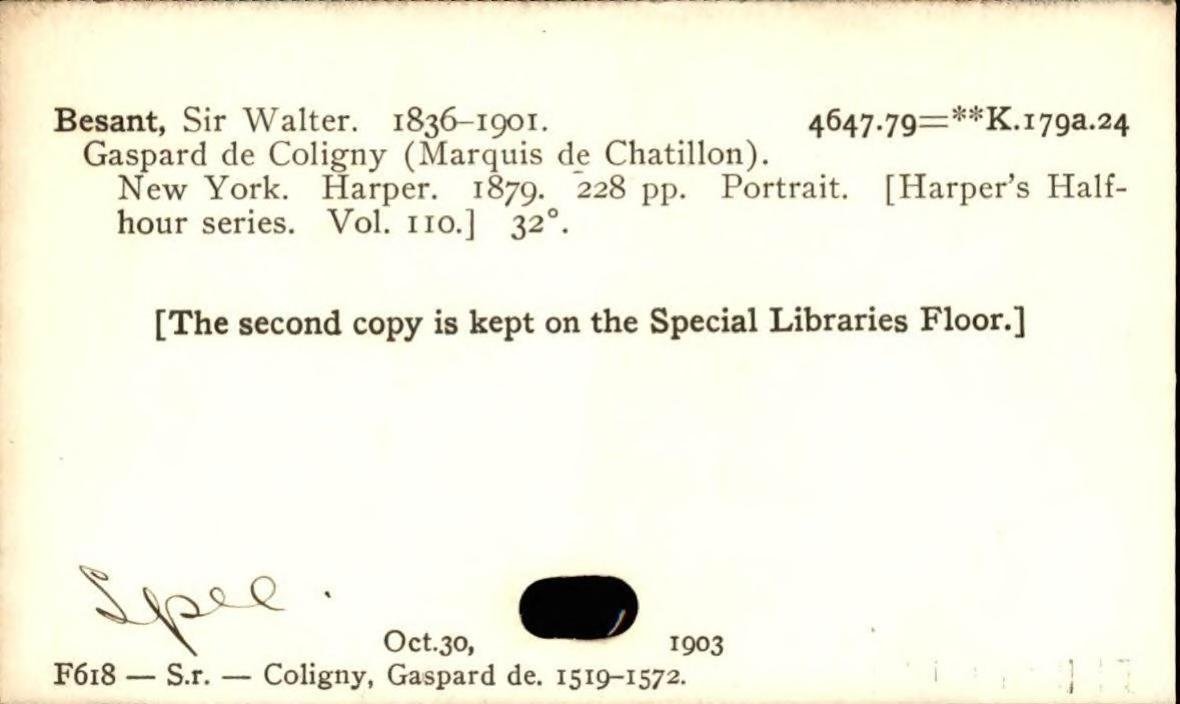 Besant, Sir Walter. 1836–1901. 4647.79=**K.179a.24
Gaspard de Coligny (Marquis de Chatillon).
New York. Harper. 1879. 228 pp. Portrait. [Harper's Half-
hour series. Vol. 110.] 32°.
[The second copy is kept on the Special Libraries Floor.]
Spec.
Oct.30, 1903
F618 — S.r. — Coligny, Gaspard de. 1519–1572.